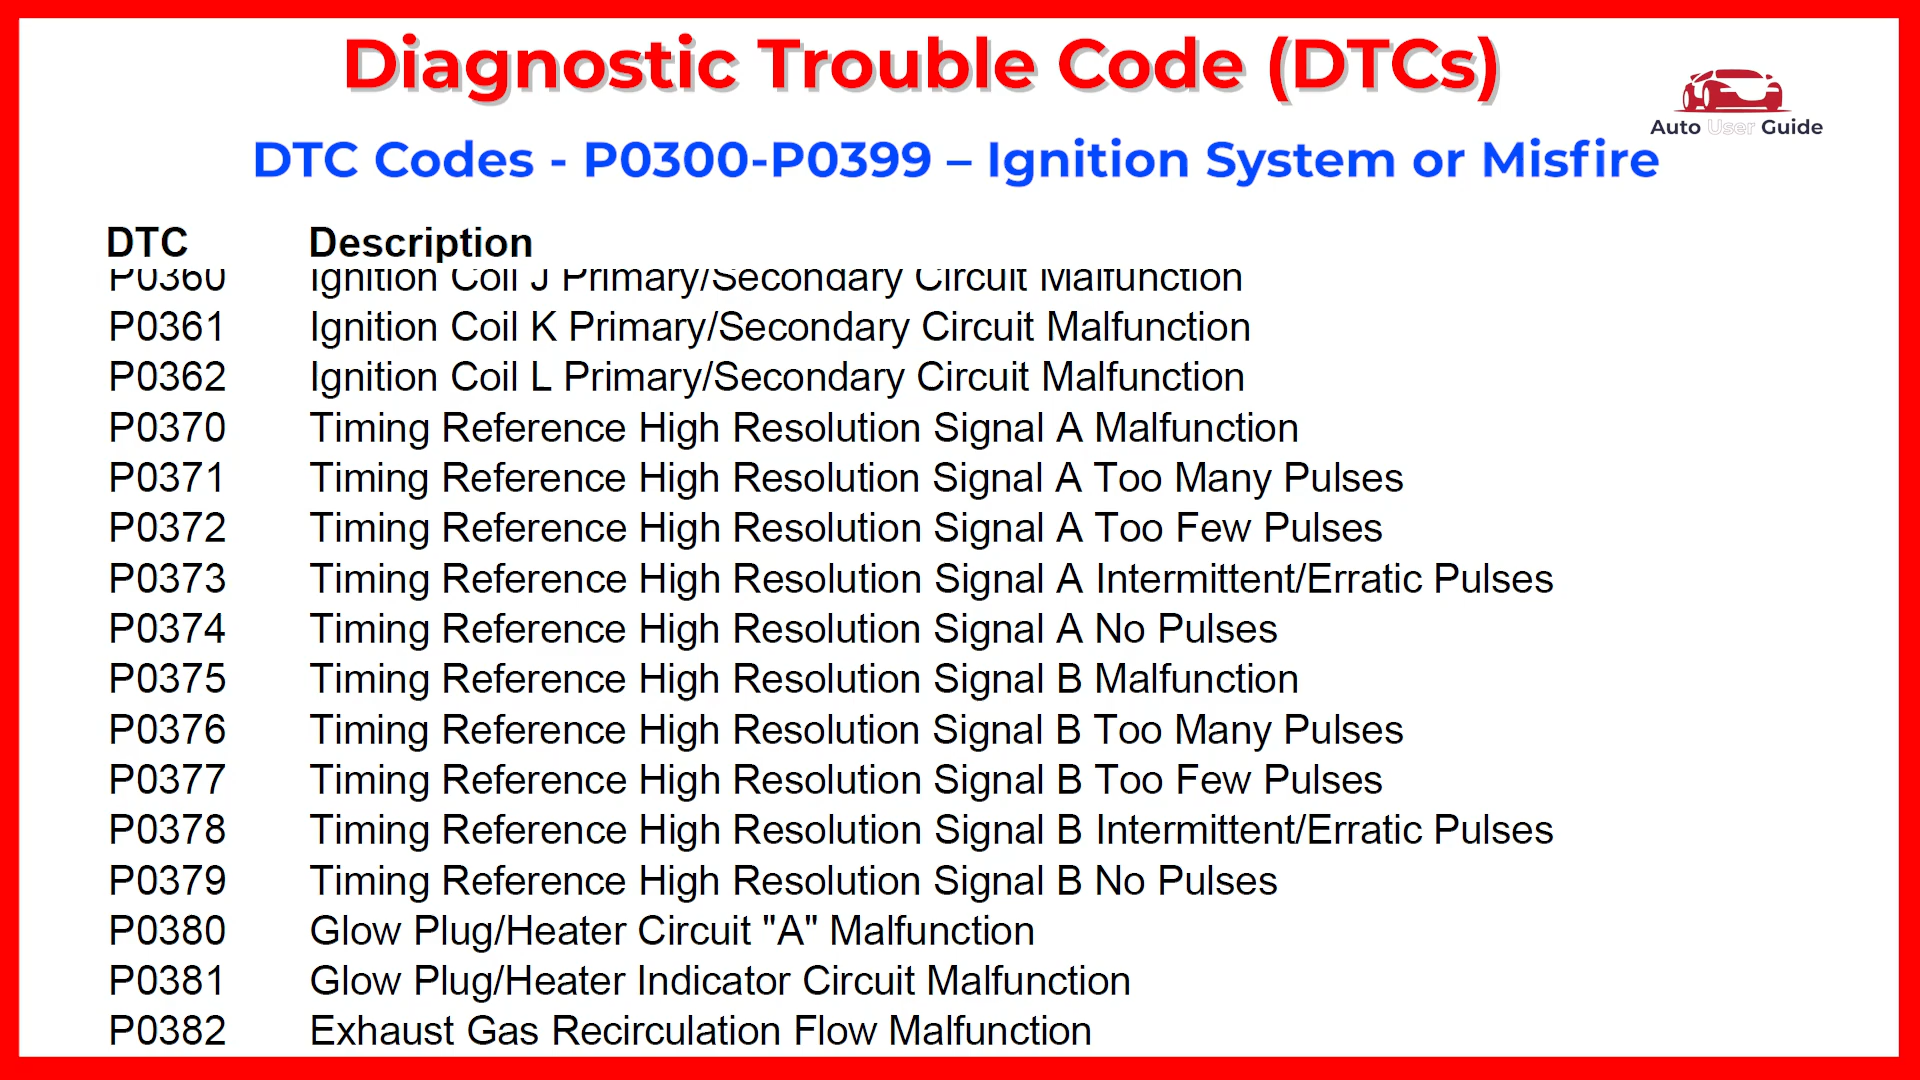 Diagnostic Trouble Code (DTCs)
Auto User Guide
DTC Codes - P0300-P0399 – Ignition System or Misfire
DTC Description
P0360 Ignition Coil J Primary/Secondary Circuit Malfunction
P0361 Ignition Coil K Primary/Secondary Circuit Malfunction
P0362 Ignition Coil L Primary/Secondary Circuit Malfunction
P0370 Timing Reference High Resolution Signal A Malfunction
P0371 Timing Reference High Resolution Signal A Too Many Pulses
P0372 Timing Reference High Resolution Signal A Too Few Pulses
P0373 Timing Reference High Resolution Signal A Intermittent/Erratic Pulses
P0374 Timing Reference High Resolution Signal A No Pulses
P0375 Timing Reference High Resolution Signal B Malfunction
P0376 Timing Reference High Resolution Signal B Too Many Pulses
P0377 Timing Reference High Resolution Signal B Too Few Pulses
P0378 Timing Reference High Resolution Signal B Intermittent/Erratic Pulses
P0379 Timing Reference High Resolution Signal B No Pulses
P0380 Glow Plug/Heater Circuit "A" Malfunction
P0381 Glow Plug/Heater Indicator Circuit Malfunction
P0382 Exhaust Gas Recirculation Flow Malfunction